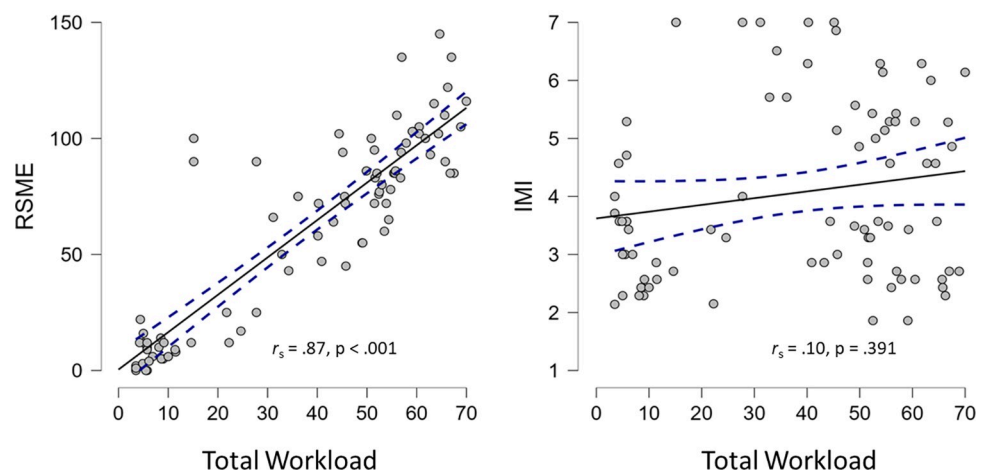 RSME
150
100
50
0
0 10 20 30 40 50 60 70
rs = .87, p < .001
Total Workload
IMI
7
6
5
4
3
2
1
0 10 20 30 40 50 60 70
rs = .10, p = .391
Total Workload